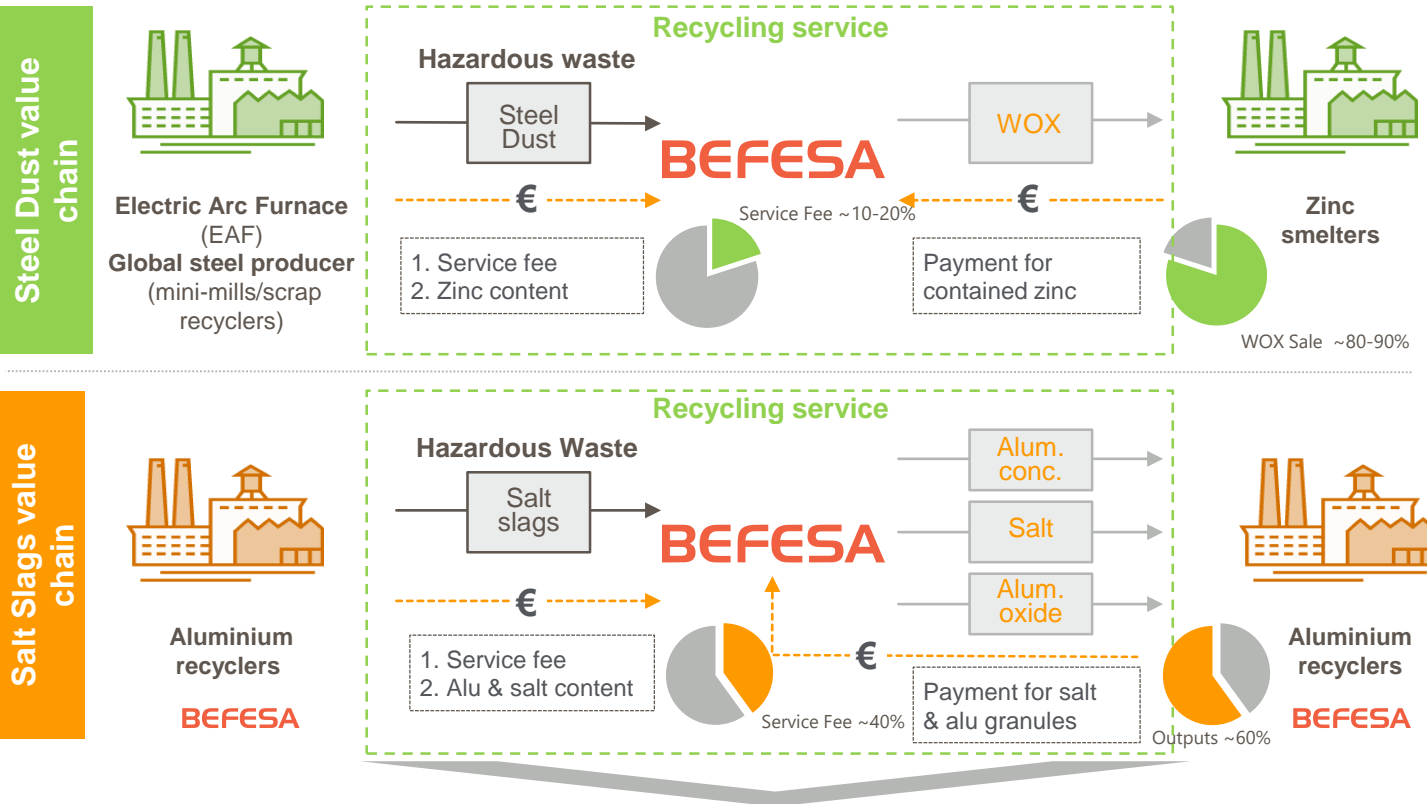 Steel Dust value
chain
Recycling service
Hazardous waste
Steel
Dust
BEFESA
WOX
€
€
Service Fee ~10-20%
Electric Arc Furnace
(EAF)
Global steel producer
(mini-mills/scrap
recyclers)
1. Service fee
2. Zinc content
Payment for
contained zinc
Zinc
smelters
WOX Sale ~80-90%
Salt Slags value
chain
Recycling service
Hazardous Waste
Salt
slags
BEFESA
Alum.
conc.
Salt
Alum.
oxide
€
€
Aluminium
recyclers
BEFESA
1. Service fee
2. Alu & salt content
Service Fee ~40%
Payment for salt
& alu granules
Outputs ~60%
Aluminium
recyclers
BEFESA